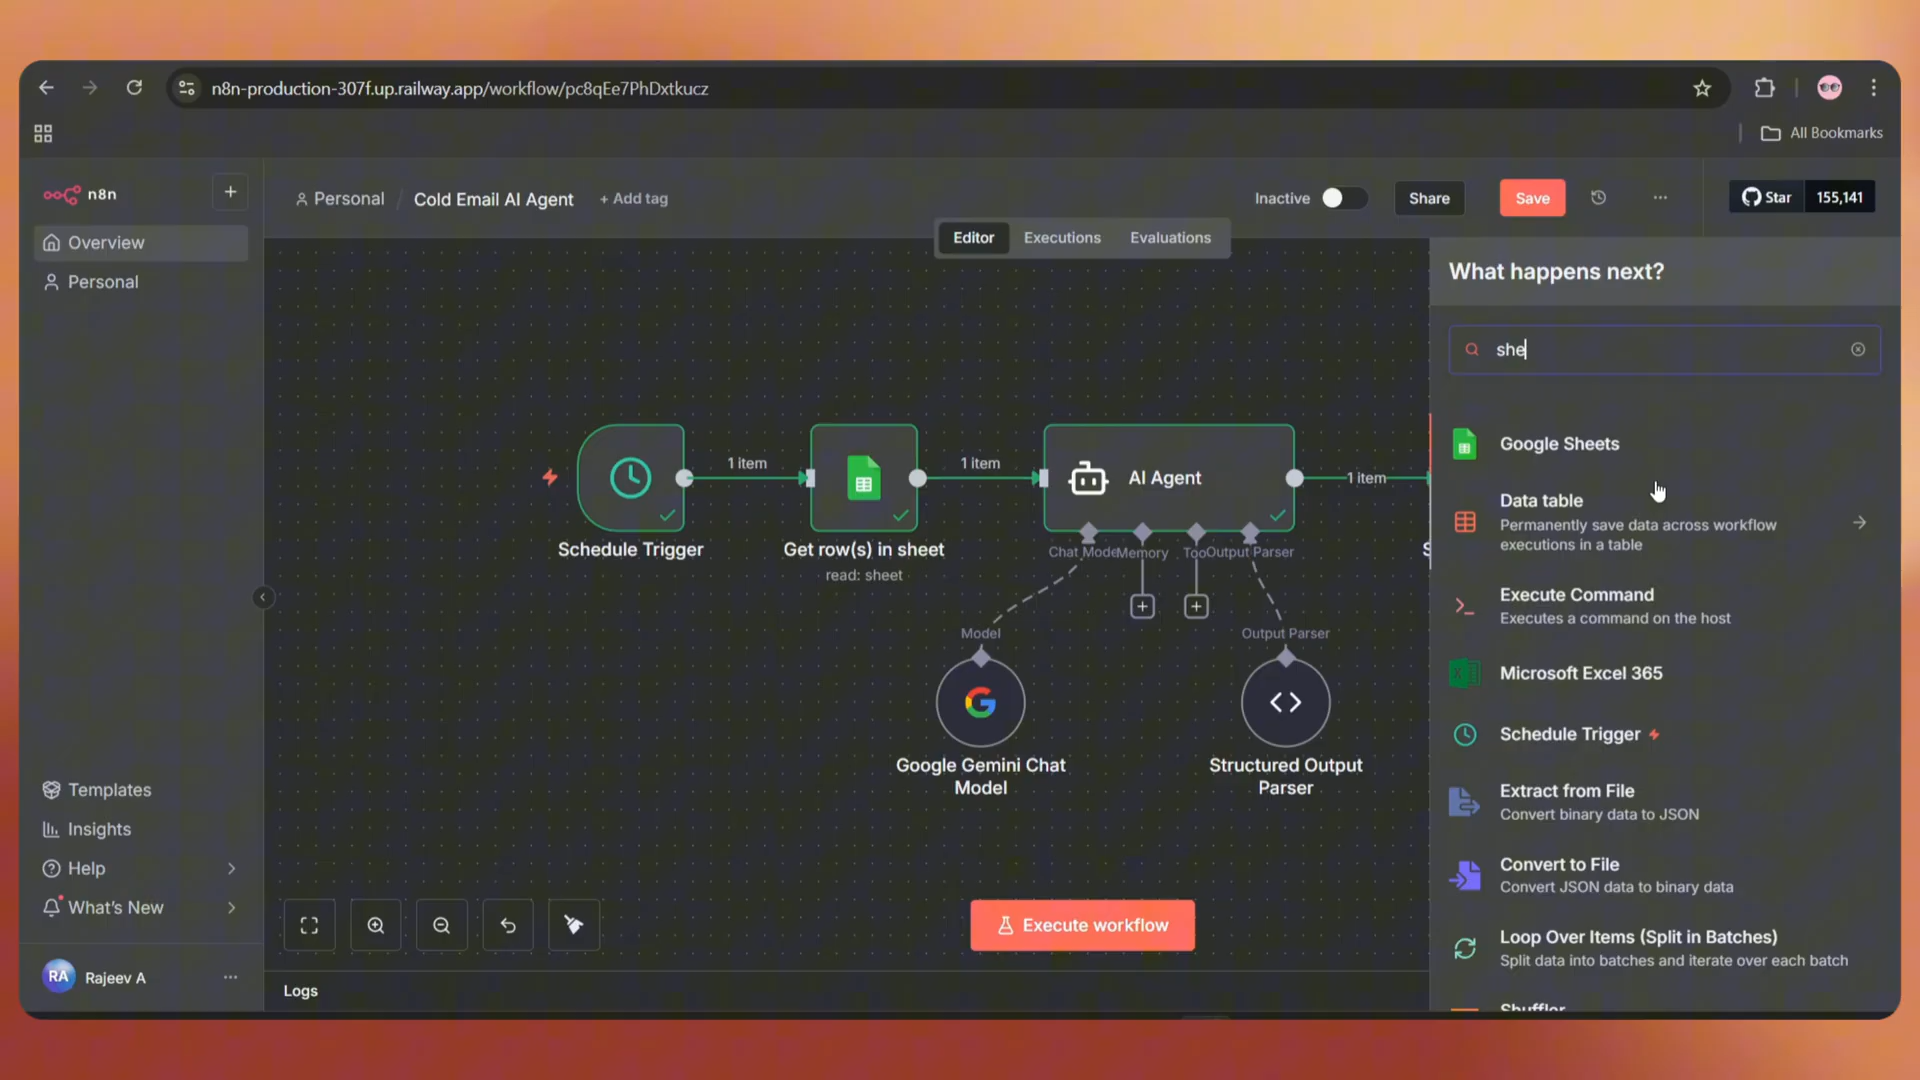 n8n-production-307f.up.railway.app/workflow/pc8qEe7PhDxtkucz
All Bookmarks
n8n
Personal / Cold Email AI Agent + Add tag
Inactive
Share
Save
Star 155,141
Overview
Personal
Editor
Executions
Evaluations
What happens next?
she
1 item
1 item
AI Agent
1 item
Schedule Trigger
Get row(s) in sheet
read: sheet
Chat Mode
Memory
Too
Output Parser
Model
Output Parser
Google Gemini Chat
Model
Structured Output
Parser
Google Sheets
Data table
Permanently save data across workflow
executions in a table
Execute Command
Executes a command on the host
Microsoft Excel 365
Schedule Trigger
Extract from File
Convert binary data to JSON
Convert to File
Convert JSON data to binary data
Loop Over Items (Split in Batches)
Split data into batches and iterate over each batch
Templates
Insights
Help
What's New
RA
Rajeev A
Execute workflow
Logs